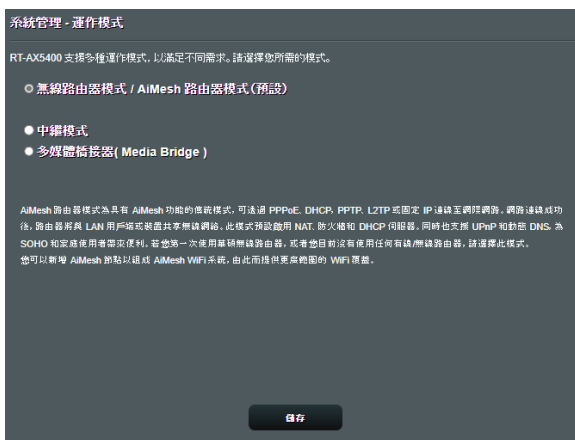 系統管理 - 運作模式
RT-AX5400 支援多種運作模式，以滿足不同需求。請選擇您所需的模式。
無線路由器模式 / AiMesh 路由器模式(預設)
中繼模式
多媒體橋接器( Media Bridge )
AiMesh 路由器模式為具有 AiMesh 功能的傳統模式，可透過 PPPoE. DHCP, PPTP, L2TP 或固定 IP 連線至網際網路。網路連線成功
後，路由器將與 LAN 用戶端或裝置共享無線網絡。此模式預設啟用 NAT. 防火牆和 DHCP 伺服器。同時也支援 UPnP 和動態 DNS, 為
SOHO 和家庭使用者帶來便利。若您第一次使用華碩無線路由器，或者您目前沒有使用任何有線/無線路由器，請選擇此模式。
您可以新增 AiMesh 節點以組成 AiMesh WiFi 系統，由此而提供更廣範圍的 WiFi 覆蓋。
儲存